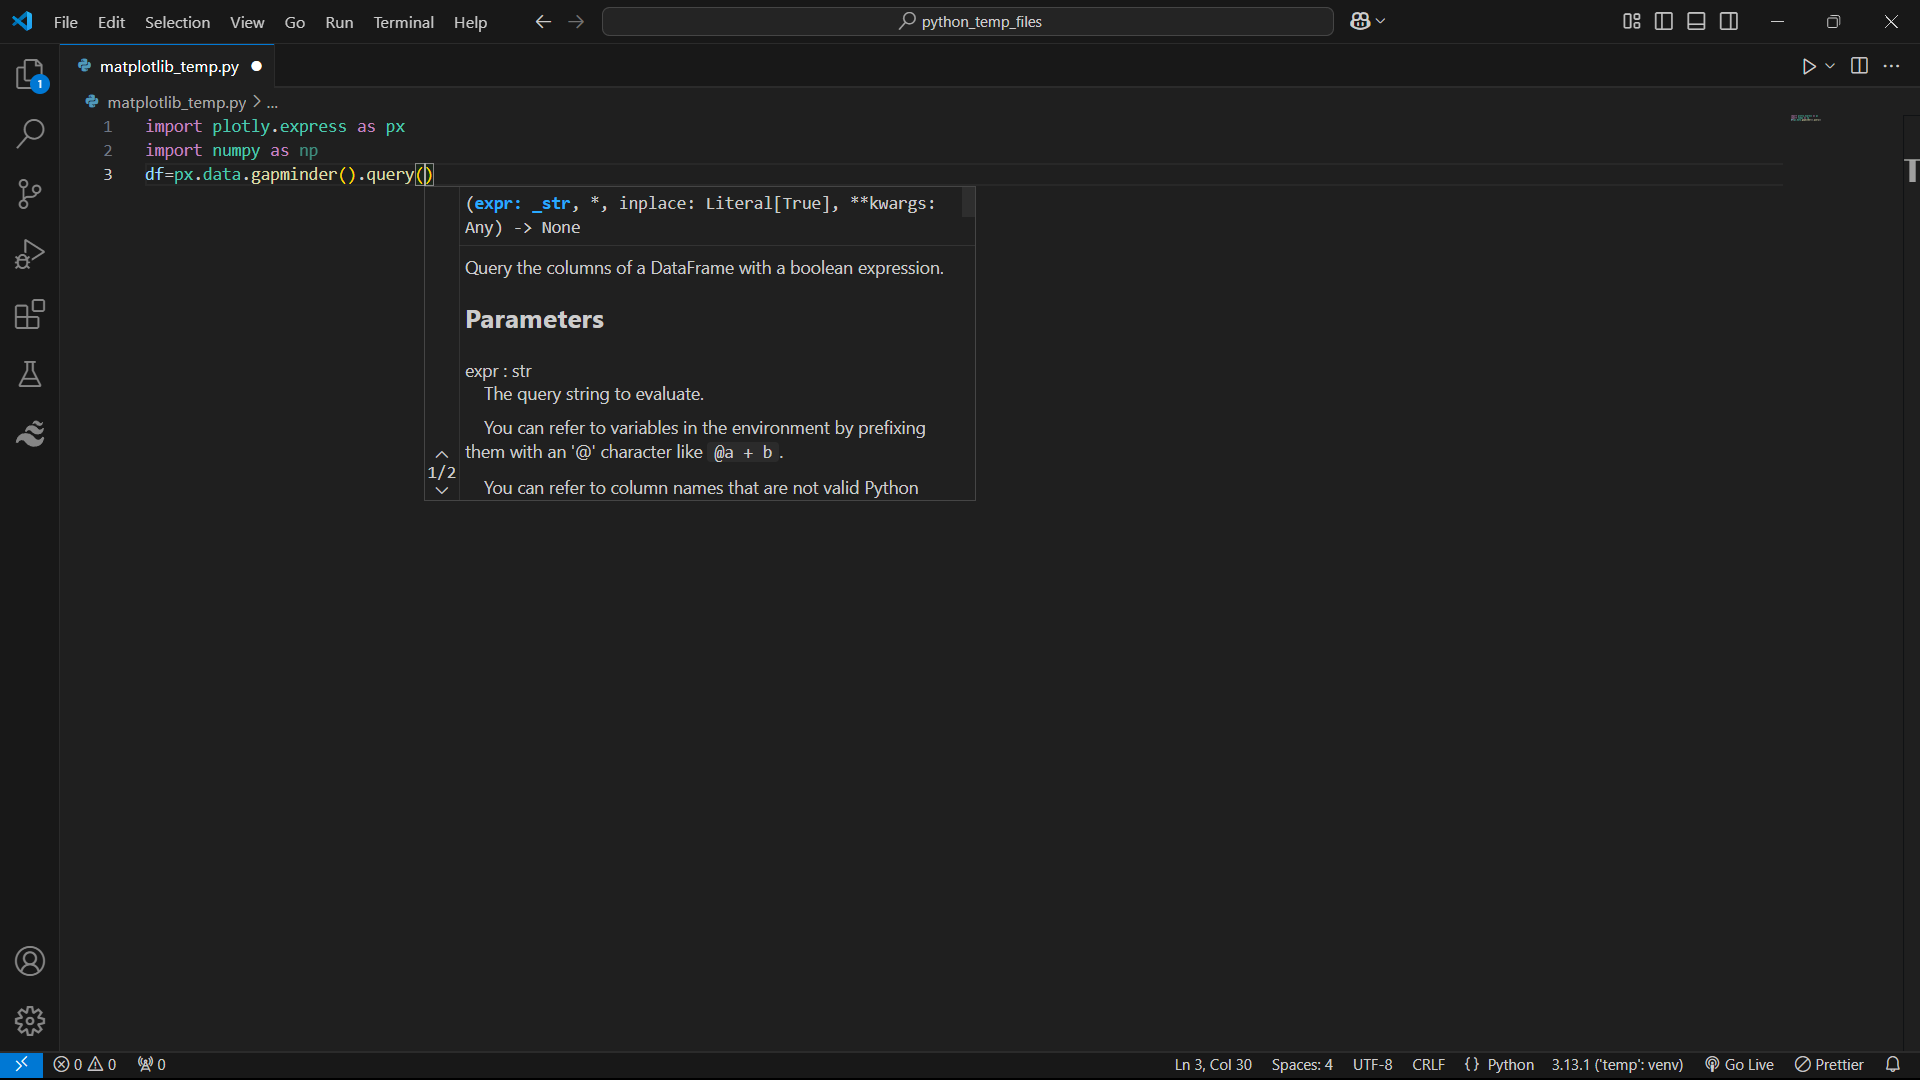 File Edit Selection View Go Run Terminal Help
python_temp_files
1
matplotlib_temp.py
matplotlib_temp.py > ...
1 import plotly.express as px
2 import numpy as np
3 df=px.data.gapminder().query()
(expr: _str, *, inplace: Literal[True], **kwargs:
Any) -> None
Query the columns of a DataFrame with a boolean expression.
Parameters
expr : str
The query string to evaluate.
You can refer to variables in the environment by prefixing
them with an '@' character like @a + b .
1/2
You can refer to column names that are not valid Python
0 0 0 Ln 3, Col 30 Spaces: 4 UTF-8 CRLF {} Python 3.13.1 ('temp': venv) Go Live Prettier